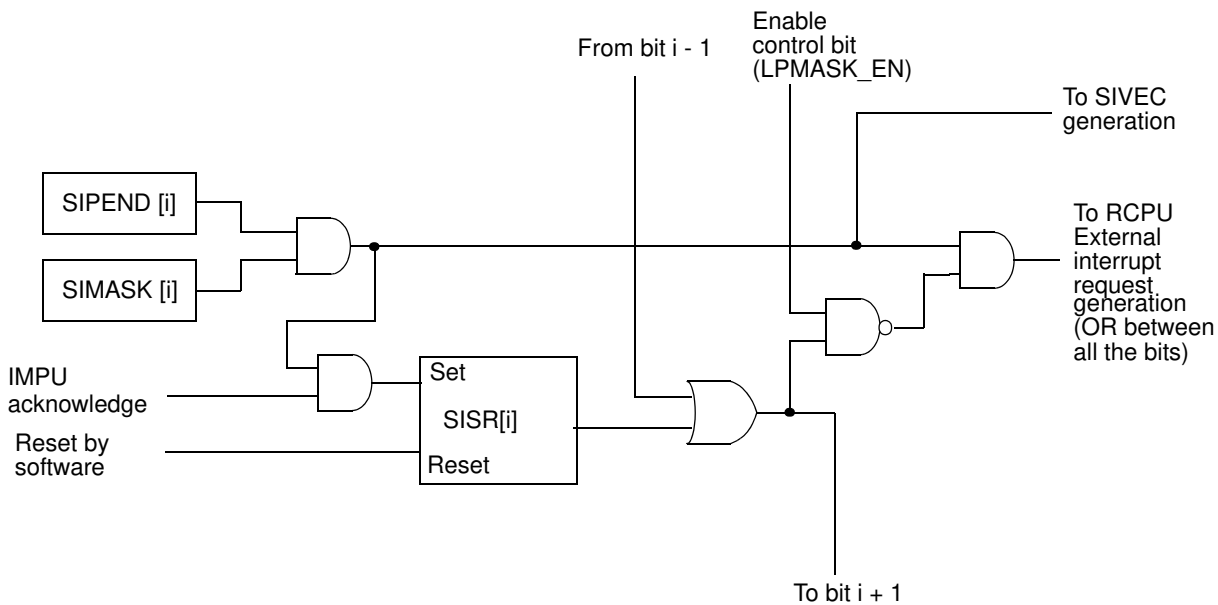 From bit i - 1
Enable
control bit
(LPMASK_EN)
To SIVEC
generation
SIPEND [i]
SIMASK [i]
To RCPU
External
interrupt
request
generation
(OR between
all the bits)
IMPU
acknowledge
Reset by
software
Set
SISR[i]
Reset
To bit i + 1